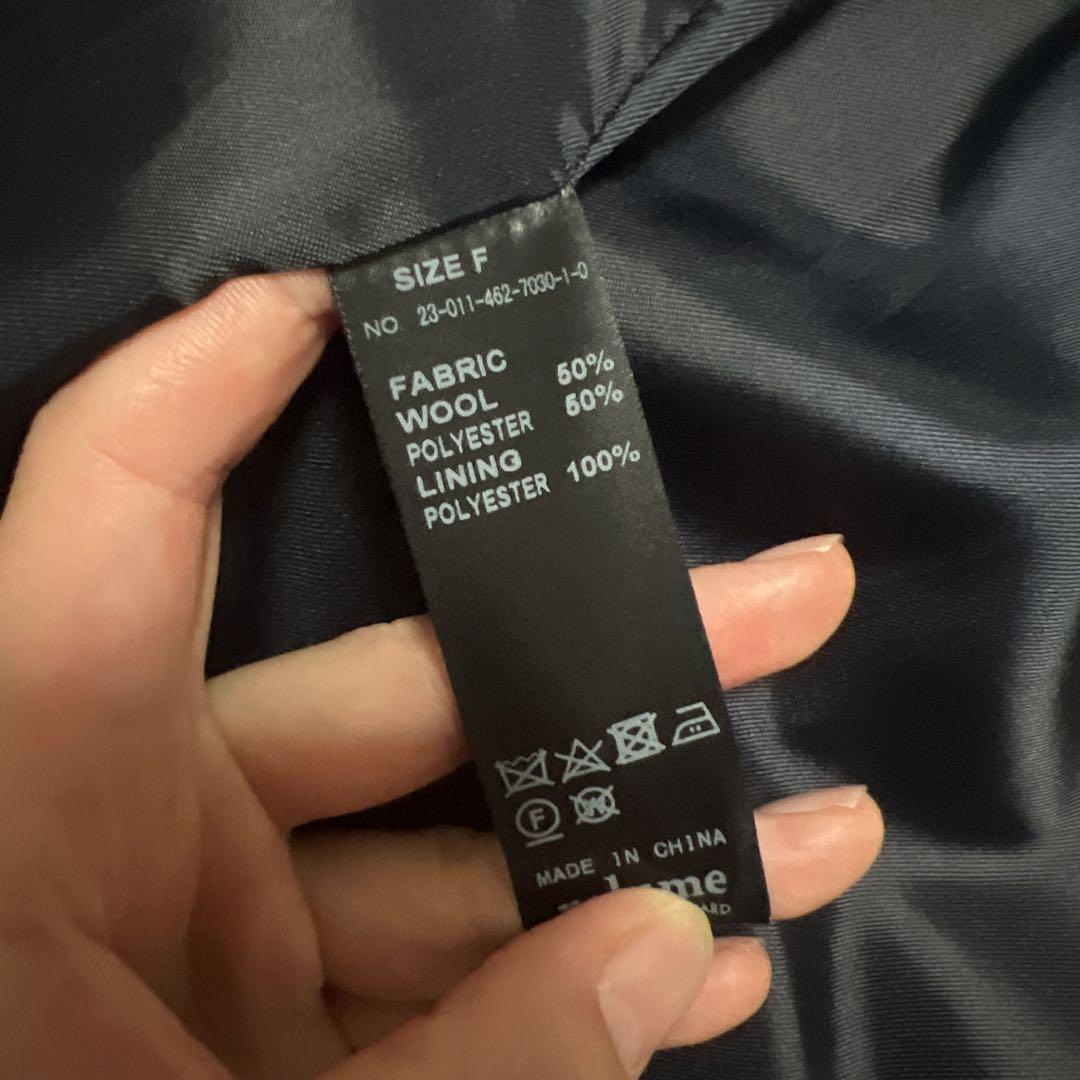 SIZE F
NO. 23-011-462-7030-1-0
FABRIC
WOOL 50%
POLYESTER 50%
LINING
POLYESTER 100%
F
W
MADE IN CHINA